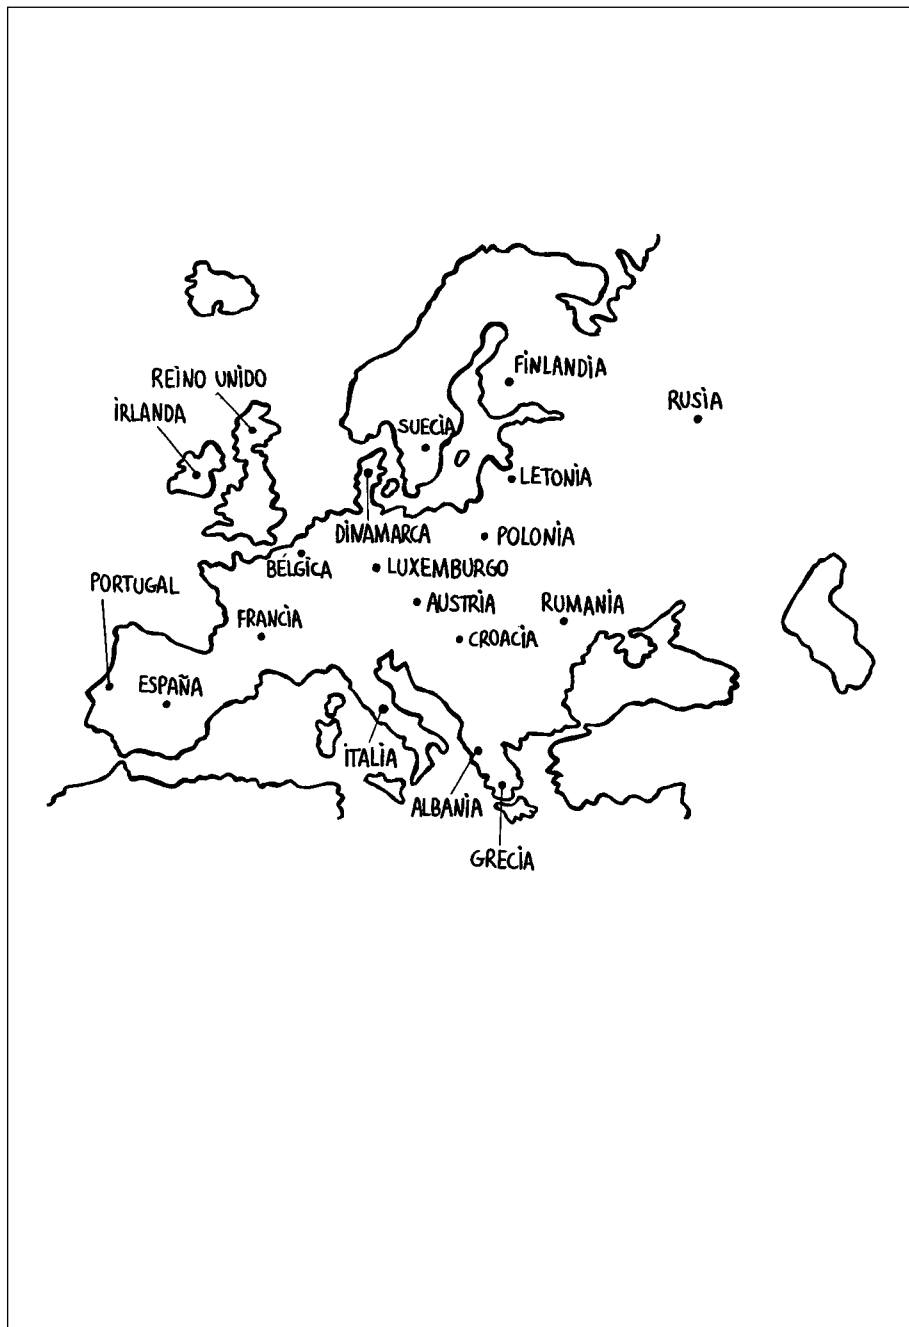 FINLANDIA
REINO UNIDO
RUSIA
IRLANDA
SUECIA
LETONIA
DINAMARCA
POLONIA
BÉLGICA
LUXEMBURGO
PORTUGAL
AUSTRIA
RUMANIA
FRANCIA
CROACIA
ESPAÑA
ITALIA
ALBANIA
GRECIA